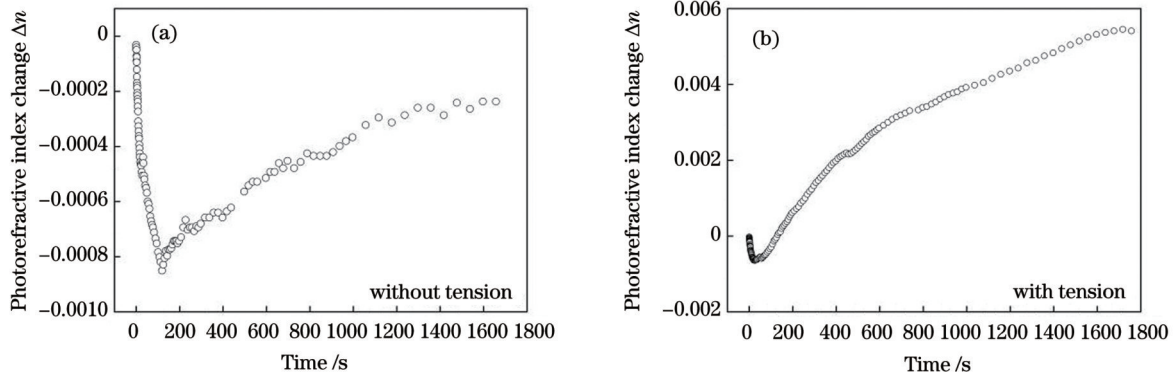 (a)
Photorefractive index change Δn
0
−0.0002
−0.0004
−0.0006
−0.0008
−0.0010
without tension
0 200 400 600 800 1000 1200 1400 1600 1800
Time /s
(b)
Photorefractive index change Δn
0.006
0.004
0.002
0
−0.002
with tension
0 200 400 600 800 1000 1200 1400 1600 1800
Time /s